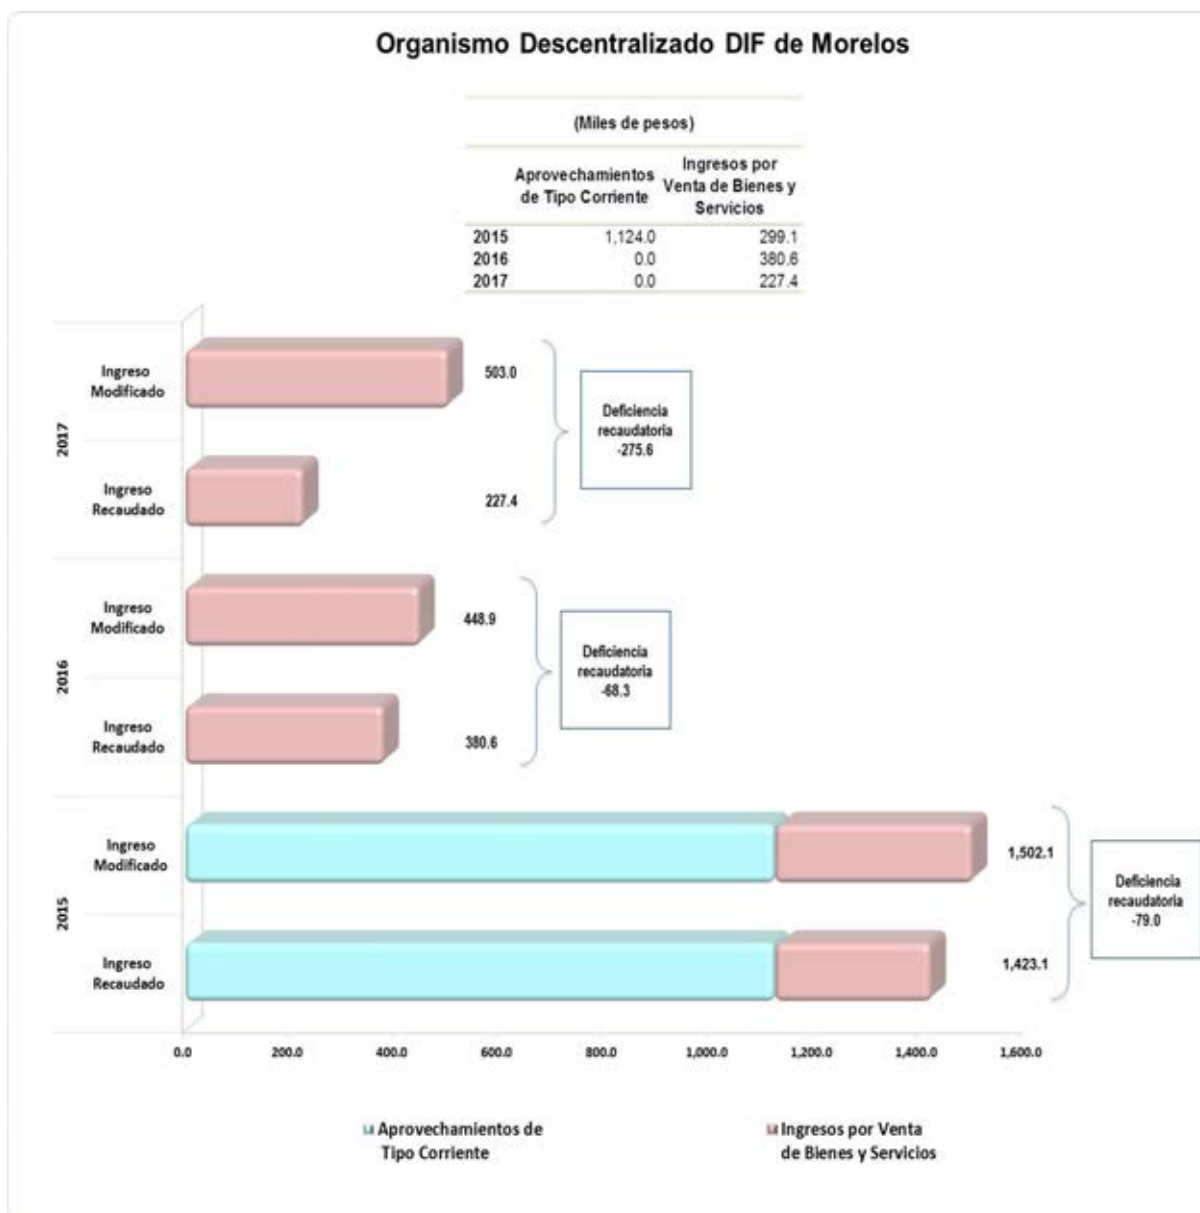 Organismo Descentralizado DIF de Morelos
(Miles de pesos)
Aprovechamientos
de Tipo Corriente
Ingresos por
Venta de Bienes y
Servicios
2015 1,124.0 299.1
2016 0.0 380.6
2017 0.0 227.4
2017
Ingreso
Modificado
503.0
Ingreso
Recaudado
227.4
Deficiencia
recaudatoria
-275.6
2016
Ingreso
Modificado
448.9
Ingreso
Recaudado
380.6
Deficiencia
recaudatoria
-68.3
2015
Ingreso
Modificado
1,502.1
Ingreso
Recaudado
1,423.1
Deficiencia
recaudatoria
-79.0
0.0 200.0 400.0 600.0 800.0 1,000.0 1,200.0 1,400.0 1,600.0
Aprovechamientos de
Tipo Corriente
Ingresos por Venta
de Bienes y Servicios